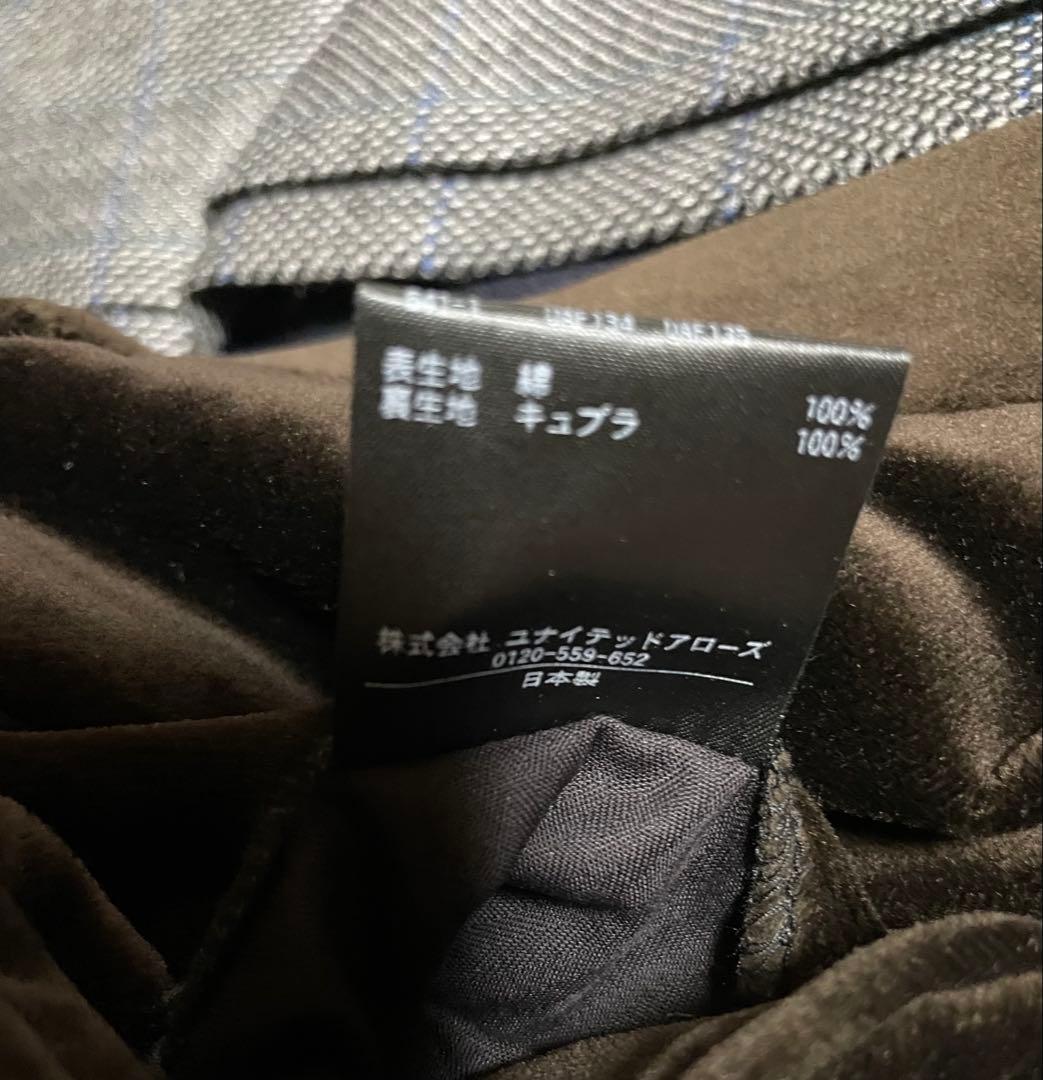 表生地 綿 100%
裏生地 キュプラ 100%
株式会社 ユナイテッドアローズ
0120-559-652
日本製